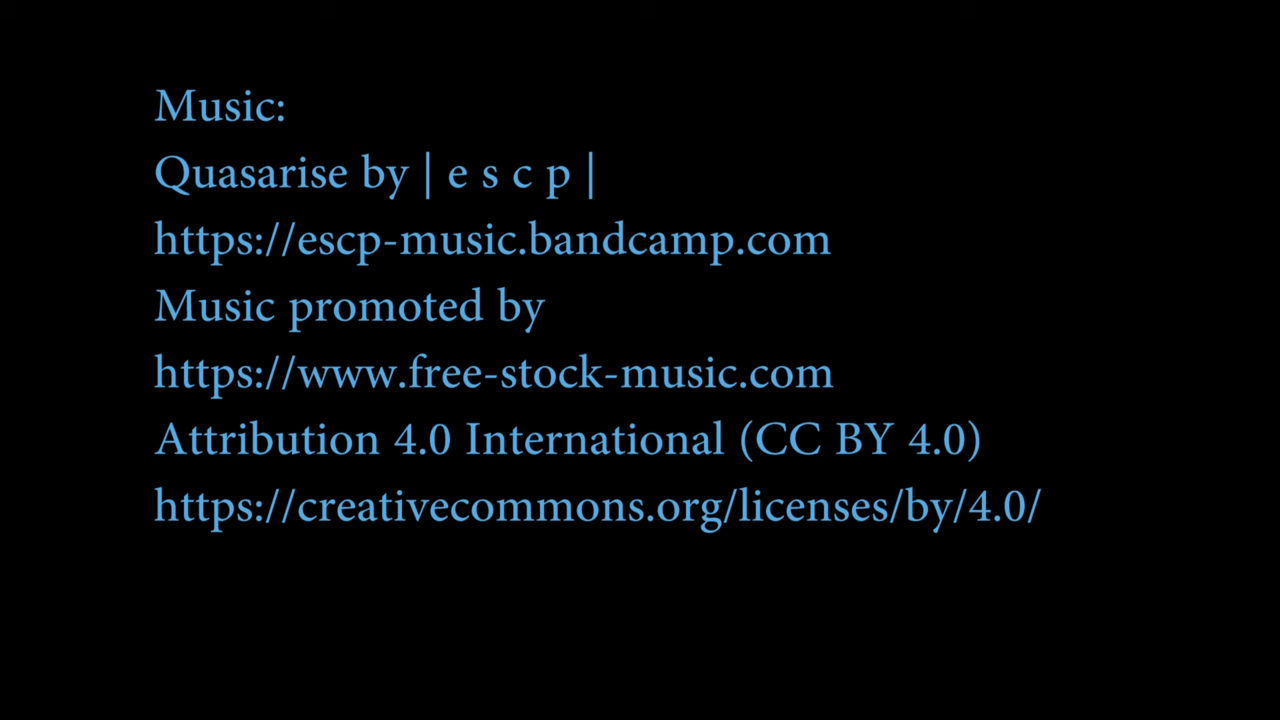 Music:
Quasarise by | e s c p |
https://escp-music.bandcamp.com
Music promoted by
https://www.free-stock-music.com
Attribution 4.0 International (CC BY 4.0)
https://creativecommons.org/licenses/by/4.0/